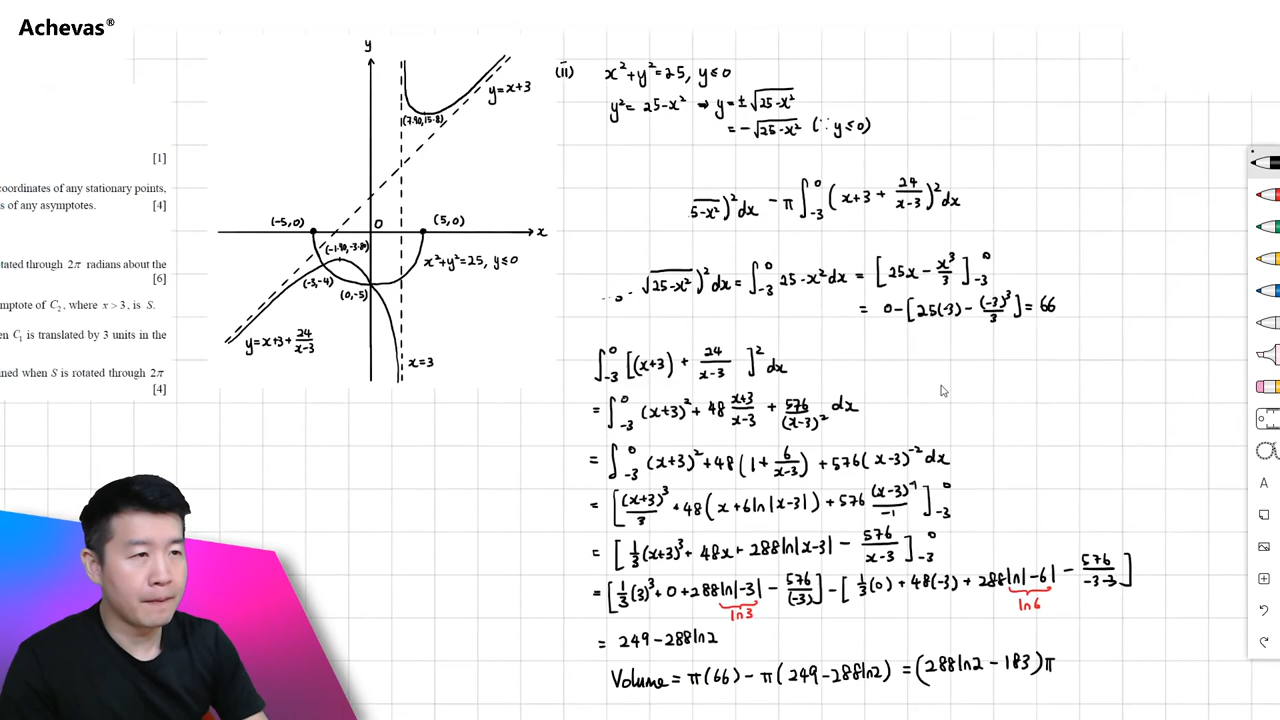 Achevas®
[1]
coordinates of any stationary points,
s of any asymptotes. [4]
tated through 2π radians about the
[6]
mptote of C₂, where x > 3, is S.
en C₁ is translated by 3 units in the
ined when S is rotated through 2π
[4]
y
y=x+3
(7.90,15.8)
(-5,0)
0
(5,0)
x
(-1.90,-3.80)
x²+y²=25, y≤0
(-3,-4)
(0,-5)
y=x+3+24/(x-3)
x=3
(ii) x²+y²=25, y≤0
y²= 25-x² → y=±√(25-x²)
= -√(25-x²) (∵ y≤0)
5-x²)² dx - π∫₋₃⁰ (x+3 + 24/(x-3))² dx
√(25-x²))² dx = ∫₋₃⁰ 25-x² dx = [25x - x³/3]₋₃⁰
= 0-[25(-3) - (-3)³/3] = 66
∫₋₃⁰ [(x+3) + 24/(x-3)]² dx
= ∫₋₃⁰ (x+3)² + 48 (x+3)/(x-3) + 576/(x-3)² dx
= ∫₋₃⁰ (x+3)² + 48(1 + 6/(x-3)) + 576(x-3)⁻² dx
= [(x+3)³/3 + 48(x + 6ln|x-3|) + 576 (x-3)⁻¹/-1]₋₃⁰
= [1/3(x+3)³ + 48x + 288ln|x-3| - 576/(x-3)]₋₃⁰
= [1/3(3)³ + 0 + 288ln|-3| - 576/(-3)] - [1/3(0) + 48(-3) + 288ln|-6| - 576/(-3-3)]
ln3
ln6
= 249-288ln2
Volume = π(66) - π(249-288ln2) = (288ln2 - 183)π
A